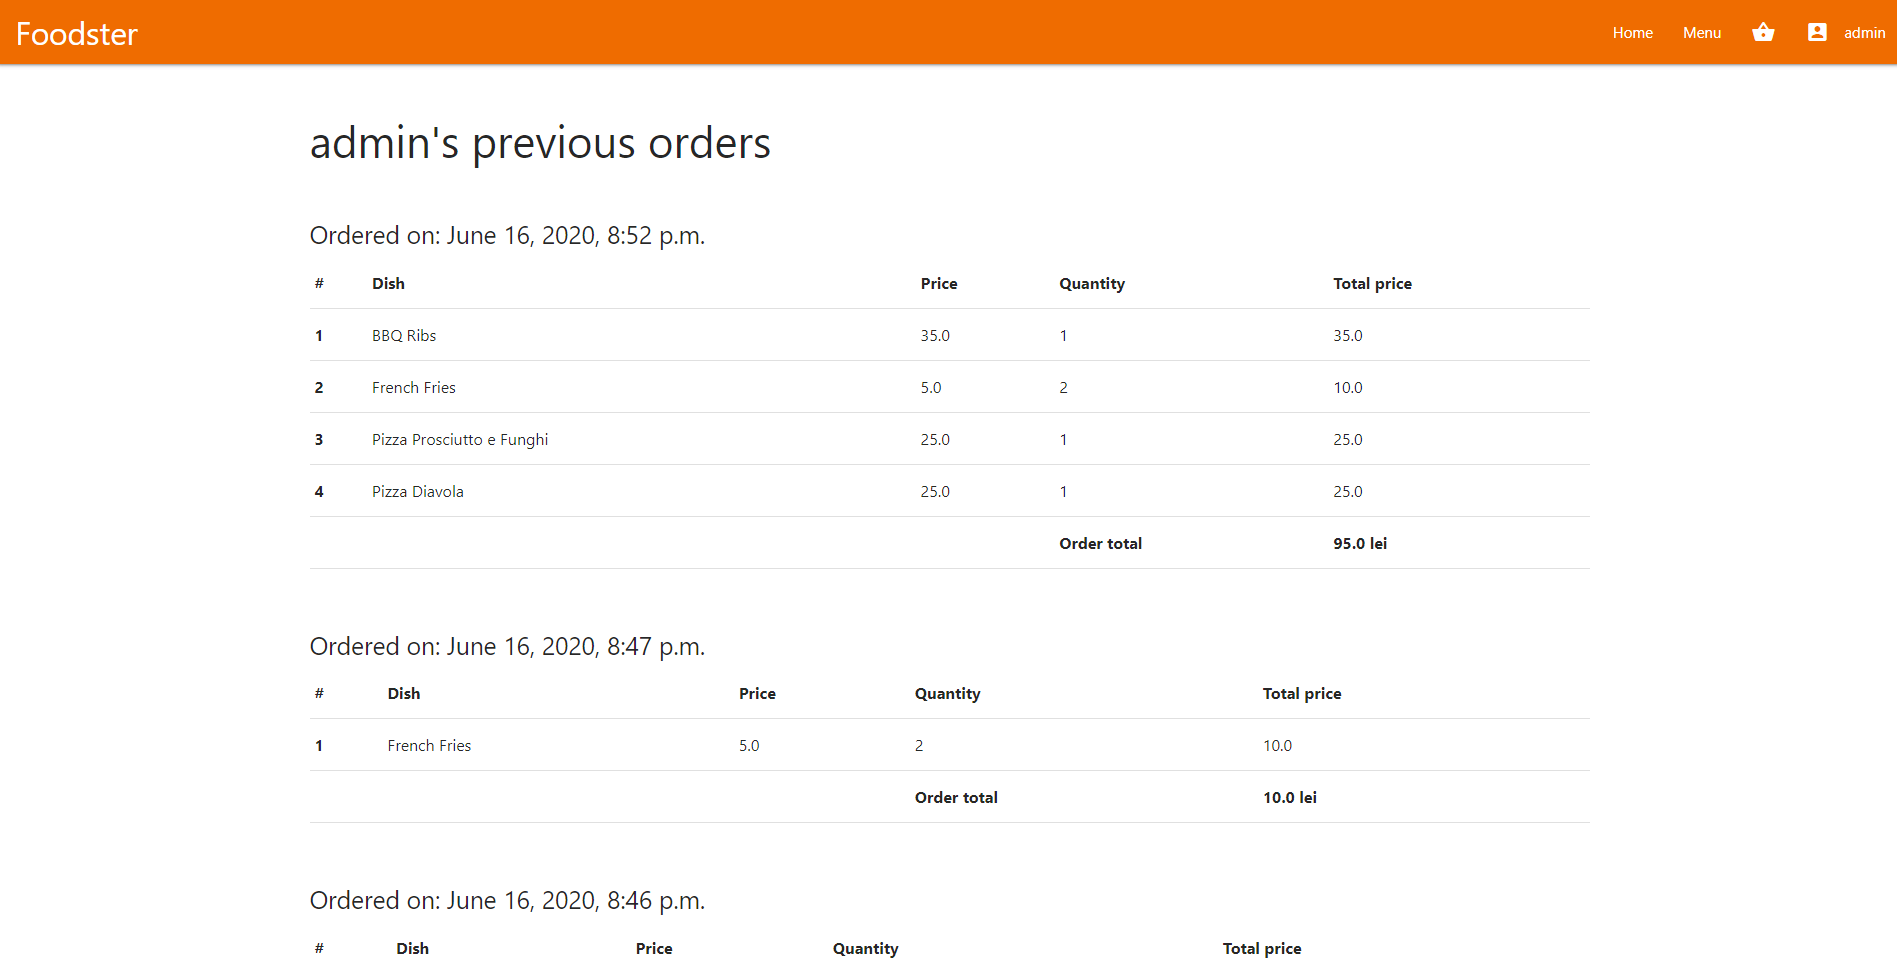 Foodster
Home Menu admin
admin's previous orders
Ordered on: June 16, 2020, 8:52 p.m.
# Dish Price Quantity Total price
1 BBQ Ribs 35.0 1 35.0
2 French Fries 5.0 2 10.0
3 Pizza Prosciutto e Funghi 25.0 1 25.0
4 Pizza Diavola 25.0 1 25.0
Order total 95.0 lei
Ordered on: June 16, 2020, 8:47 p.m.
# Dish Price Quantity Total price
1 French Fries 5.0 2 10.0
Order total 10.0 lei
Ordered on: June 16, 2020, 8:46 p.m.
# Dish Price Quantity Total price